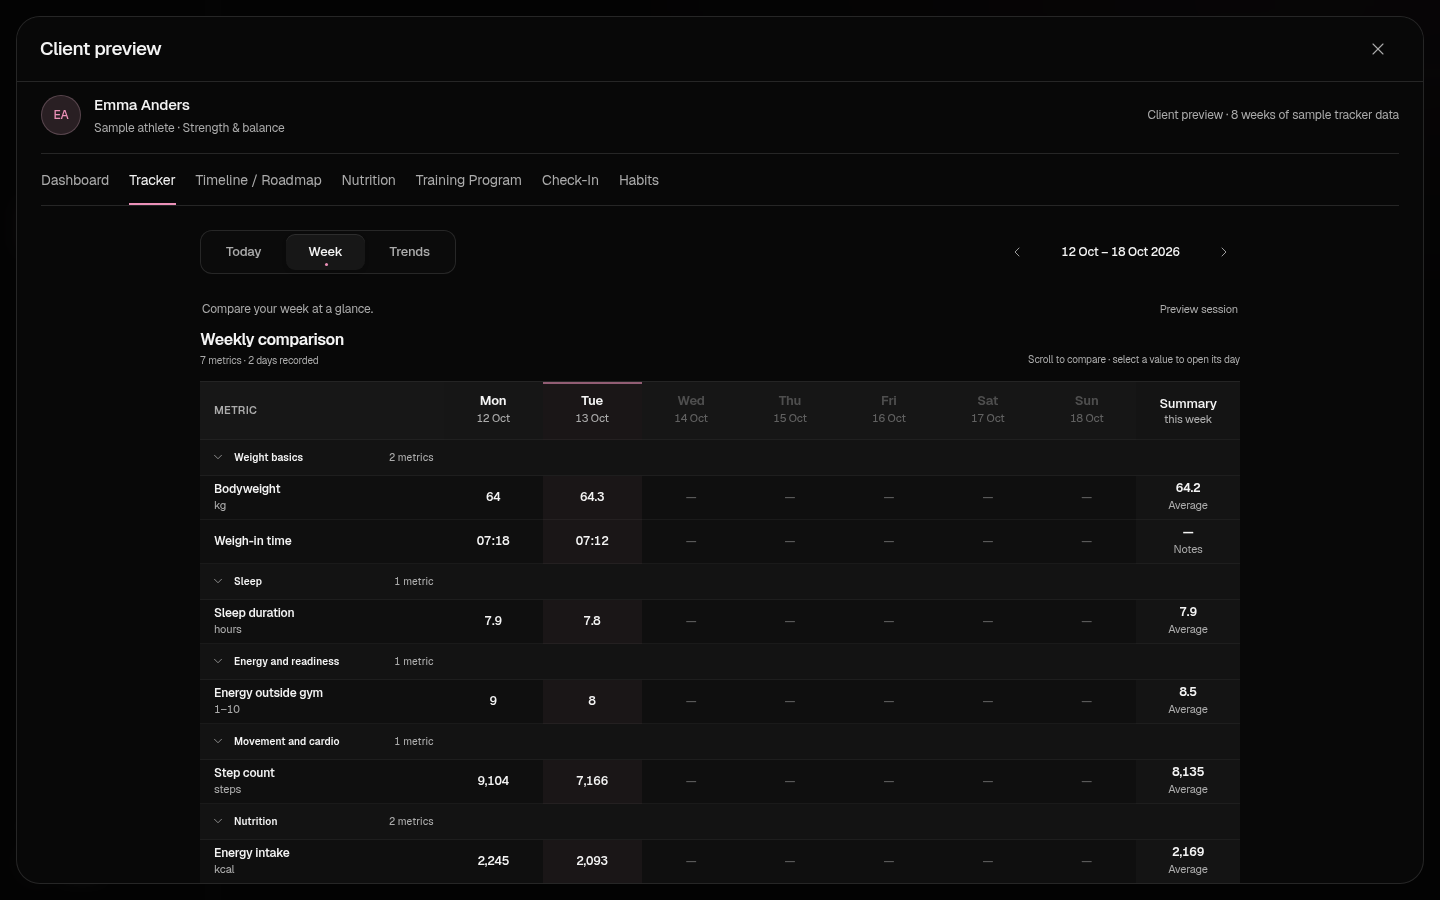 Client preview
EA
Emma Anders
Sample athlete · Strength & balance
Client preview · 8 weeks of sample tracker data
Dashboard Tracker Timeline / Roadmap Nutrition Training Program Check-In Habits
Today Week Trends
12 Oct – 18 Oct 2026
Compare your week at a glance.
Preview session
Weekly comparison
7 metrics · 2 days recorded
Scroll to compare · select a value to open its day
METRIC
Mon
12 Oct
Tue
13 Oct
Wed
14 Oct
Thu
15 Oct
Fri
16 Oct
Sat
17 Oct
Sun
18 Oct
Summary
this week
Weight basics 2 metrics
Bodyweight
kg
64 64.3 — — — — —
64.2
Average
Weigh-in time 07:18 07:12 — — — — —
—
Notes
Sleep 1 metric
Sleep duration
hours
7.9 7.8 — — — — —
7.9
Average
Energy and readiness 1 metric
Energy outside gym
1–10
9 8 — — — — —
8.5
Average
Movement and cardio 1 metric
Step count
steps
9,104 7,166 — — — — —
8,135
Average
Nutrition 2 metrics
Energy intake
kcal
2,245 2,093 — — — — —
2,169
Average